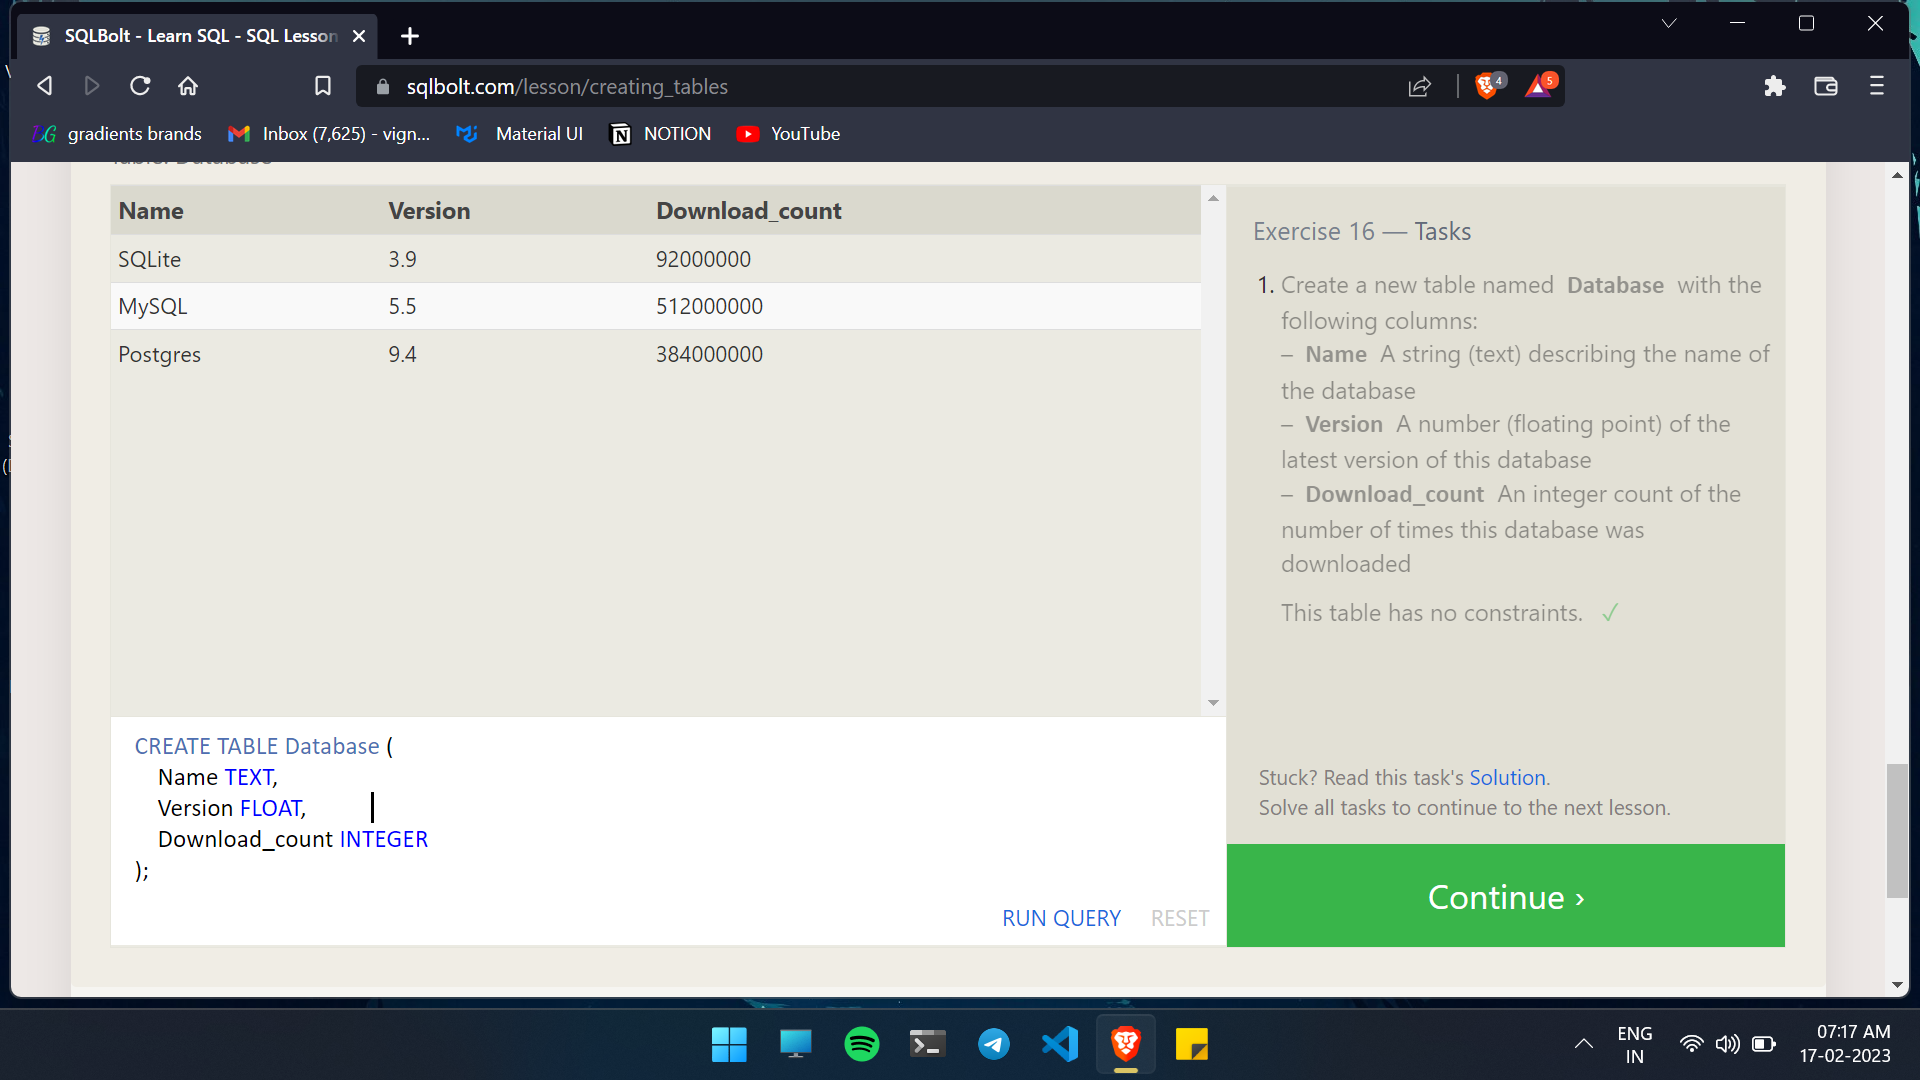 SQLBolt - Learn SQL - SQL Lesson
sqlbolt.com/lesson/creating_tables
4
5
BG gradients brands
Inbox (7,625) - vign...
Material UI
NOTION
YouTube
Table: Database
Name Version Download_count
SQLite 3.9 92000000
MySQL 5.5 512000000
Postgres 9.4 384000000
CREATE TABLE Database (
Name TEXT,
Version FLOAT,
Download_count INTEGER
);
RUN QUERY RESET
Exercise 16 — Tasks
1. Create a new table named Database with the
following columns:
– Name A string (text) describing the name of
the database
– Version A number (floating point) of the
latest version of this database
– Download_count An integer count of the
number of times this database was
downloaded
This table has no constraints. ✓
Stuck? Read this task's Solution.
Solve all tasks to continue to the next lesson.
Continue ›
ENG
IN
07:17 AM
17-02-2023